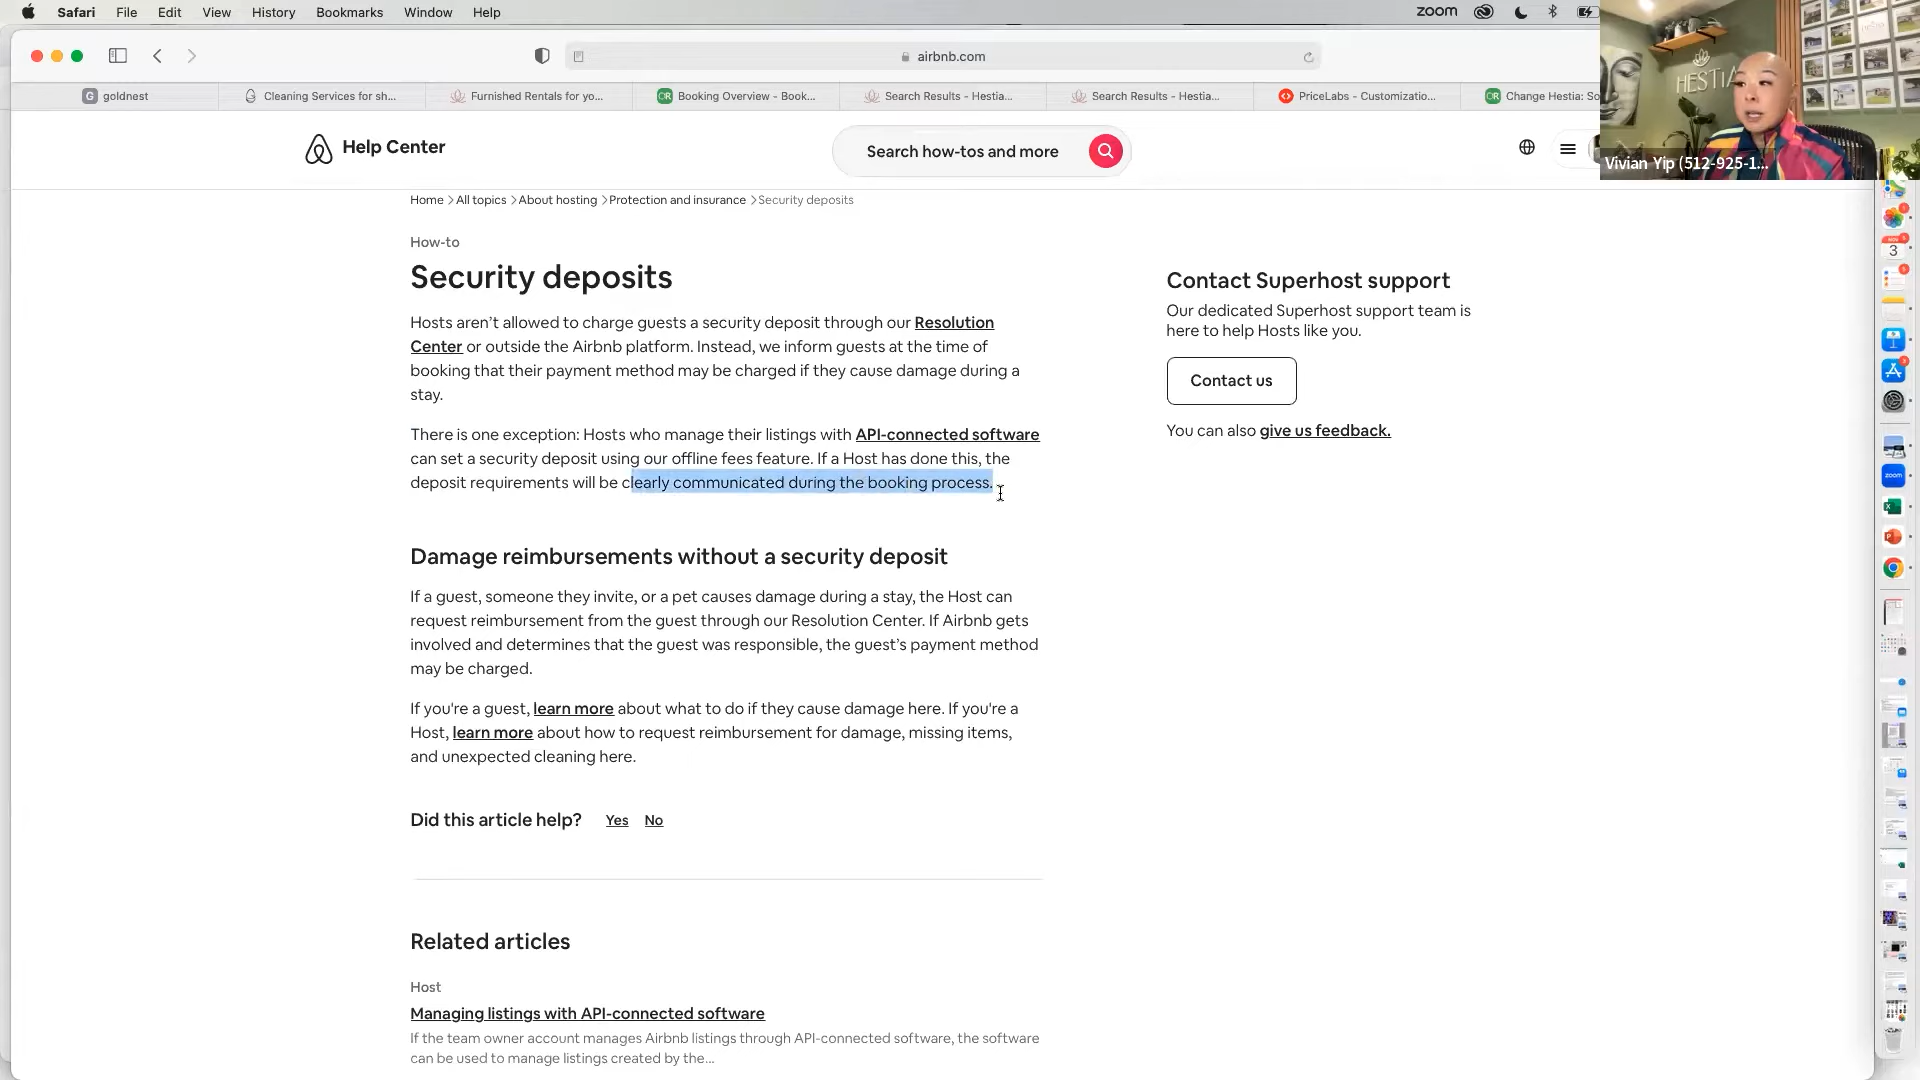 Safari File Edit View History Bookmarks Window Help
zoom
airbnb.com
G goldnest
Cleaning Services for sh...
Furnished Rentals for yo...
OR Booking Overview - Book...
Search Results - Hestia...
Search Results - Hestia...
PriceLabs - Customizatio...
OR Change Hestia: So
HESTIA
Vivian Yip (512-925-1...
Help Center
Search how-tos and more
Home > All topics > About hosting > Protection and insurance > Security deposits
How-to
Security deposits
Hosts aren’t allowed to charge guests a security deposit through our Resolution
Center or outside the Airbnb platform. Instead, we inform guests at the time of
booking that their payment method may be charged if they cause damage during a
stay.
There is one exception: Hosts who manage their listings with API-connected software
can set a security deposit using our offline fees feature. If a Host has done this, the
deposit requirements will be clearly communicated during the booking process.
Damage reimbursements without a security deposit
If a guest, someone they invite, or a pet causes damage during a stay, the Host can
request reimbursement from the guest through our Resolution Center. If Airbnb gets
involved and determines that the guest was responsible, the guest’s payment method
may be charged.
If you're a guest, learn more about what to do if they cause damage here. If you're a
Host, learn more about how to request reimbursement for damage, missing items,
and unexpected cleaning here.
Did this article help? Yes No
Related articles
Host
Managing listings with API-connected software
If the team owner account manages Airbnb listings through API-connected software, the software
can be used to manage listings created by the...
Contact Superhost support
Our dedicated Superhost support team is
here to help Hosts like you.
Contact us
You can also give us feedback.
3
zoom